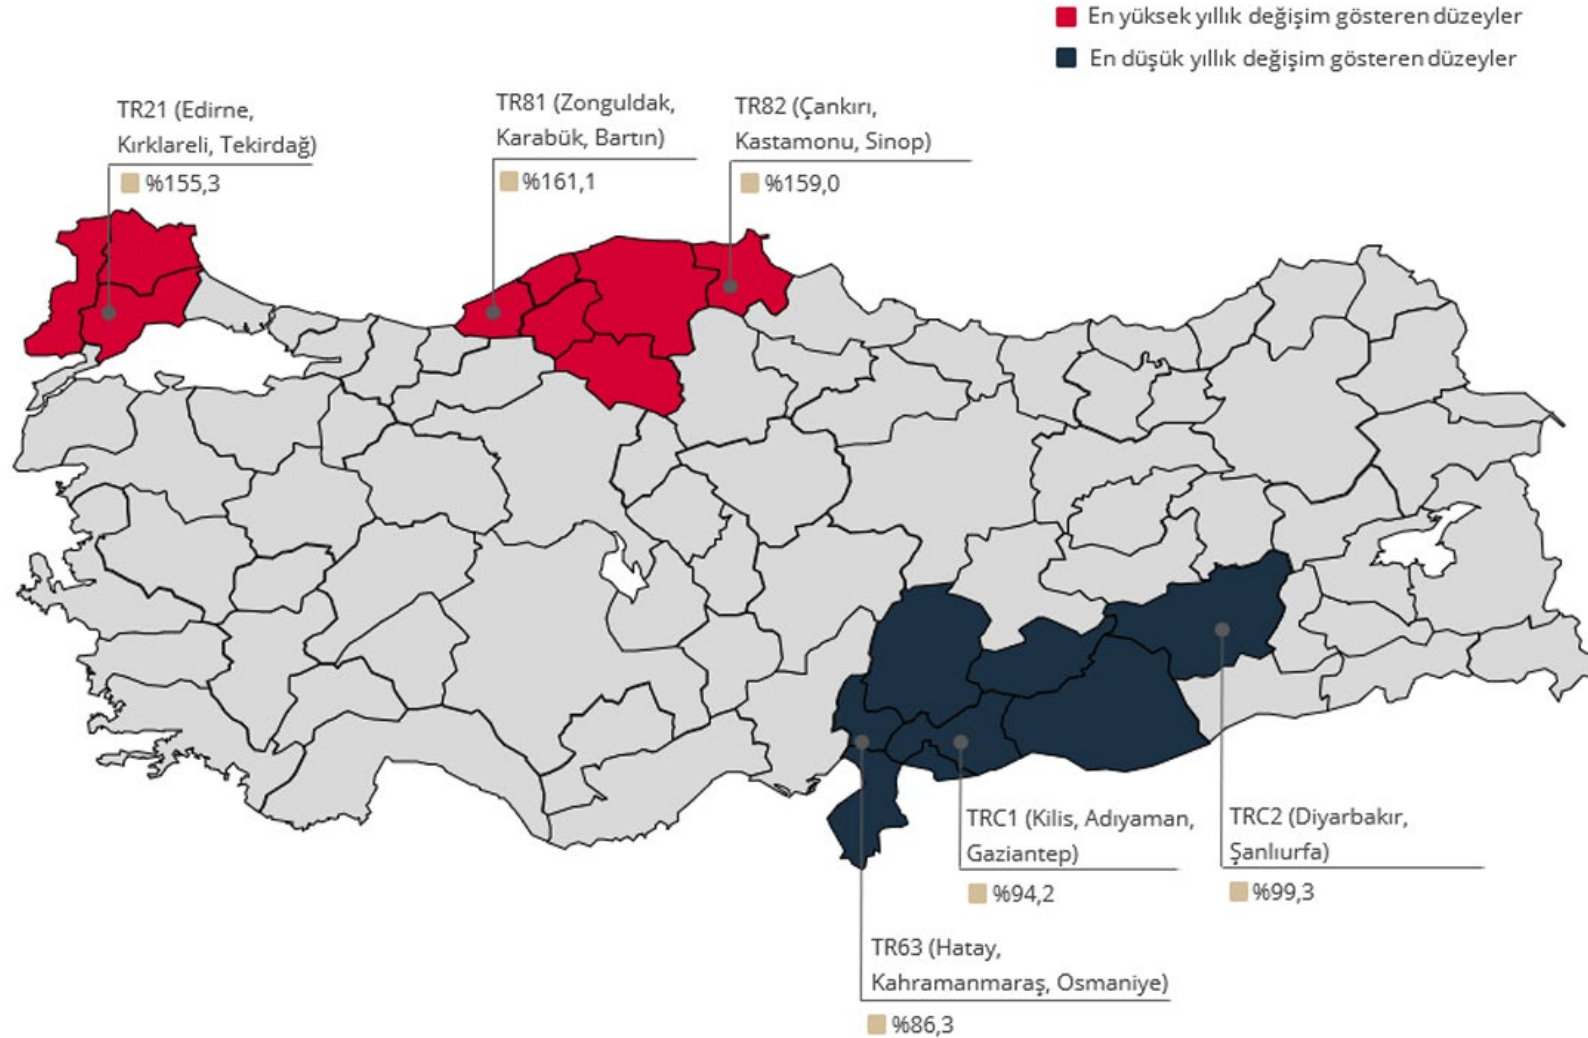 En yüksek yıllık değişim gösteren düzeyler
En düşük yıllık değişim gösteren düzeyler
TR21 (Edirne,
Kırklareli, Tekirdağ)
%155,3
TR81 (Zonguldak,
Karabük, Bartın)
%161,1
TR82 (Çankırı,
Kastamonu, Sinop)
%159,0
TRC1 (Kilis, Adıyaman,
Gaziantep)
%94,2
TRC2 (Diyarbakır,
Şanlıurfa)
%99,3
TR63 (Hatay,
Kahramanmaraş, Osmaniye)
%86,3